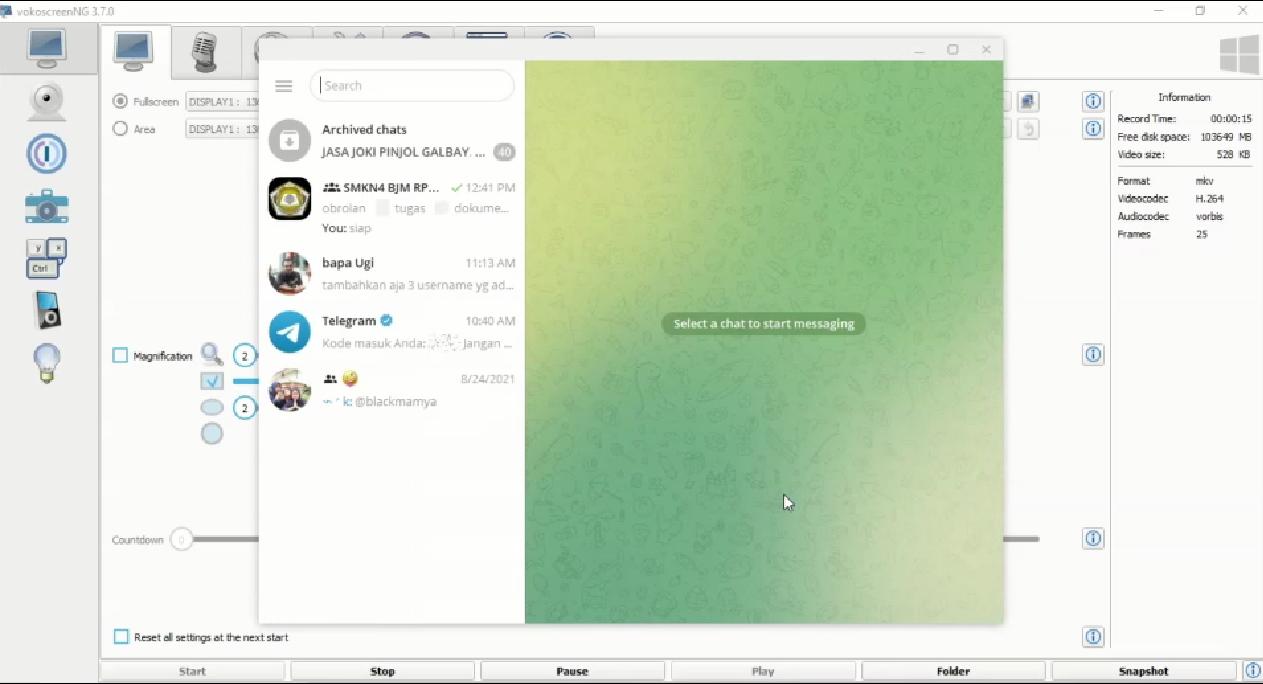 vokoscreenNG 3.7.0
Search
Archived chats
JASA JOKI PINJOL GALBAY. ... 40
SMKN4 BJM RP... 12:41 PM
obrolan tugas dokume...
You: siap
bapa Ugi 11:13 AM
tambahkan aja 3 username yg ad...
Telegram 10:40 AM
Kode masuk Anda: Jangan ...
8/24/2021
k: @blackmamya
Select a chat to start messaging
Fullscreen DISPLAY1 : 13
Area DISPLAY1 : 13
Magnification 2
2
Countdown 0
Reset all settings at the next start
y x
Ctrl
Information
Record Time: 00:00:15
Free disk space: 103649 MB
Video size: 528 KB
Format mkv
Videocodec H.264
Audiocodec vorbis
Frames 25
Start Stop Pause Play Folder Snapshot